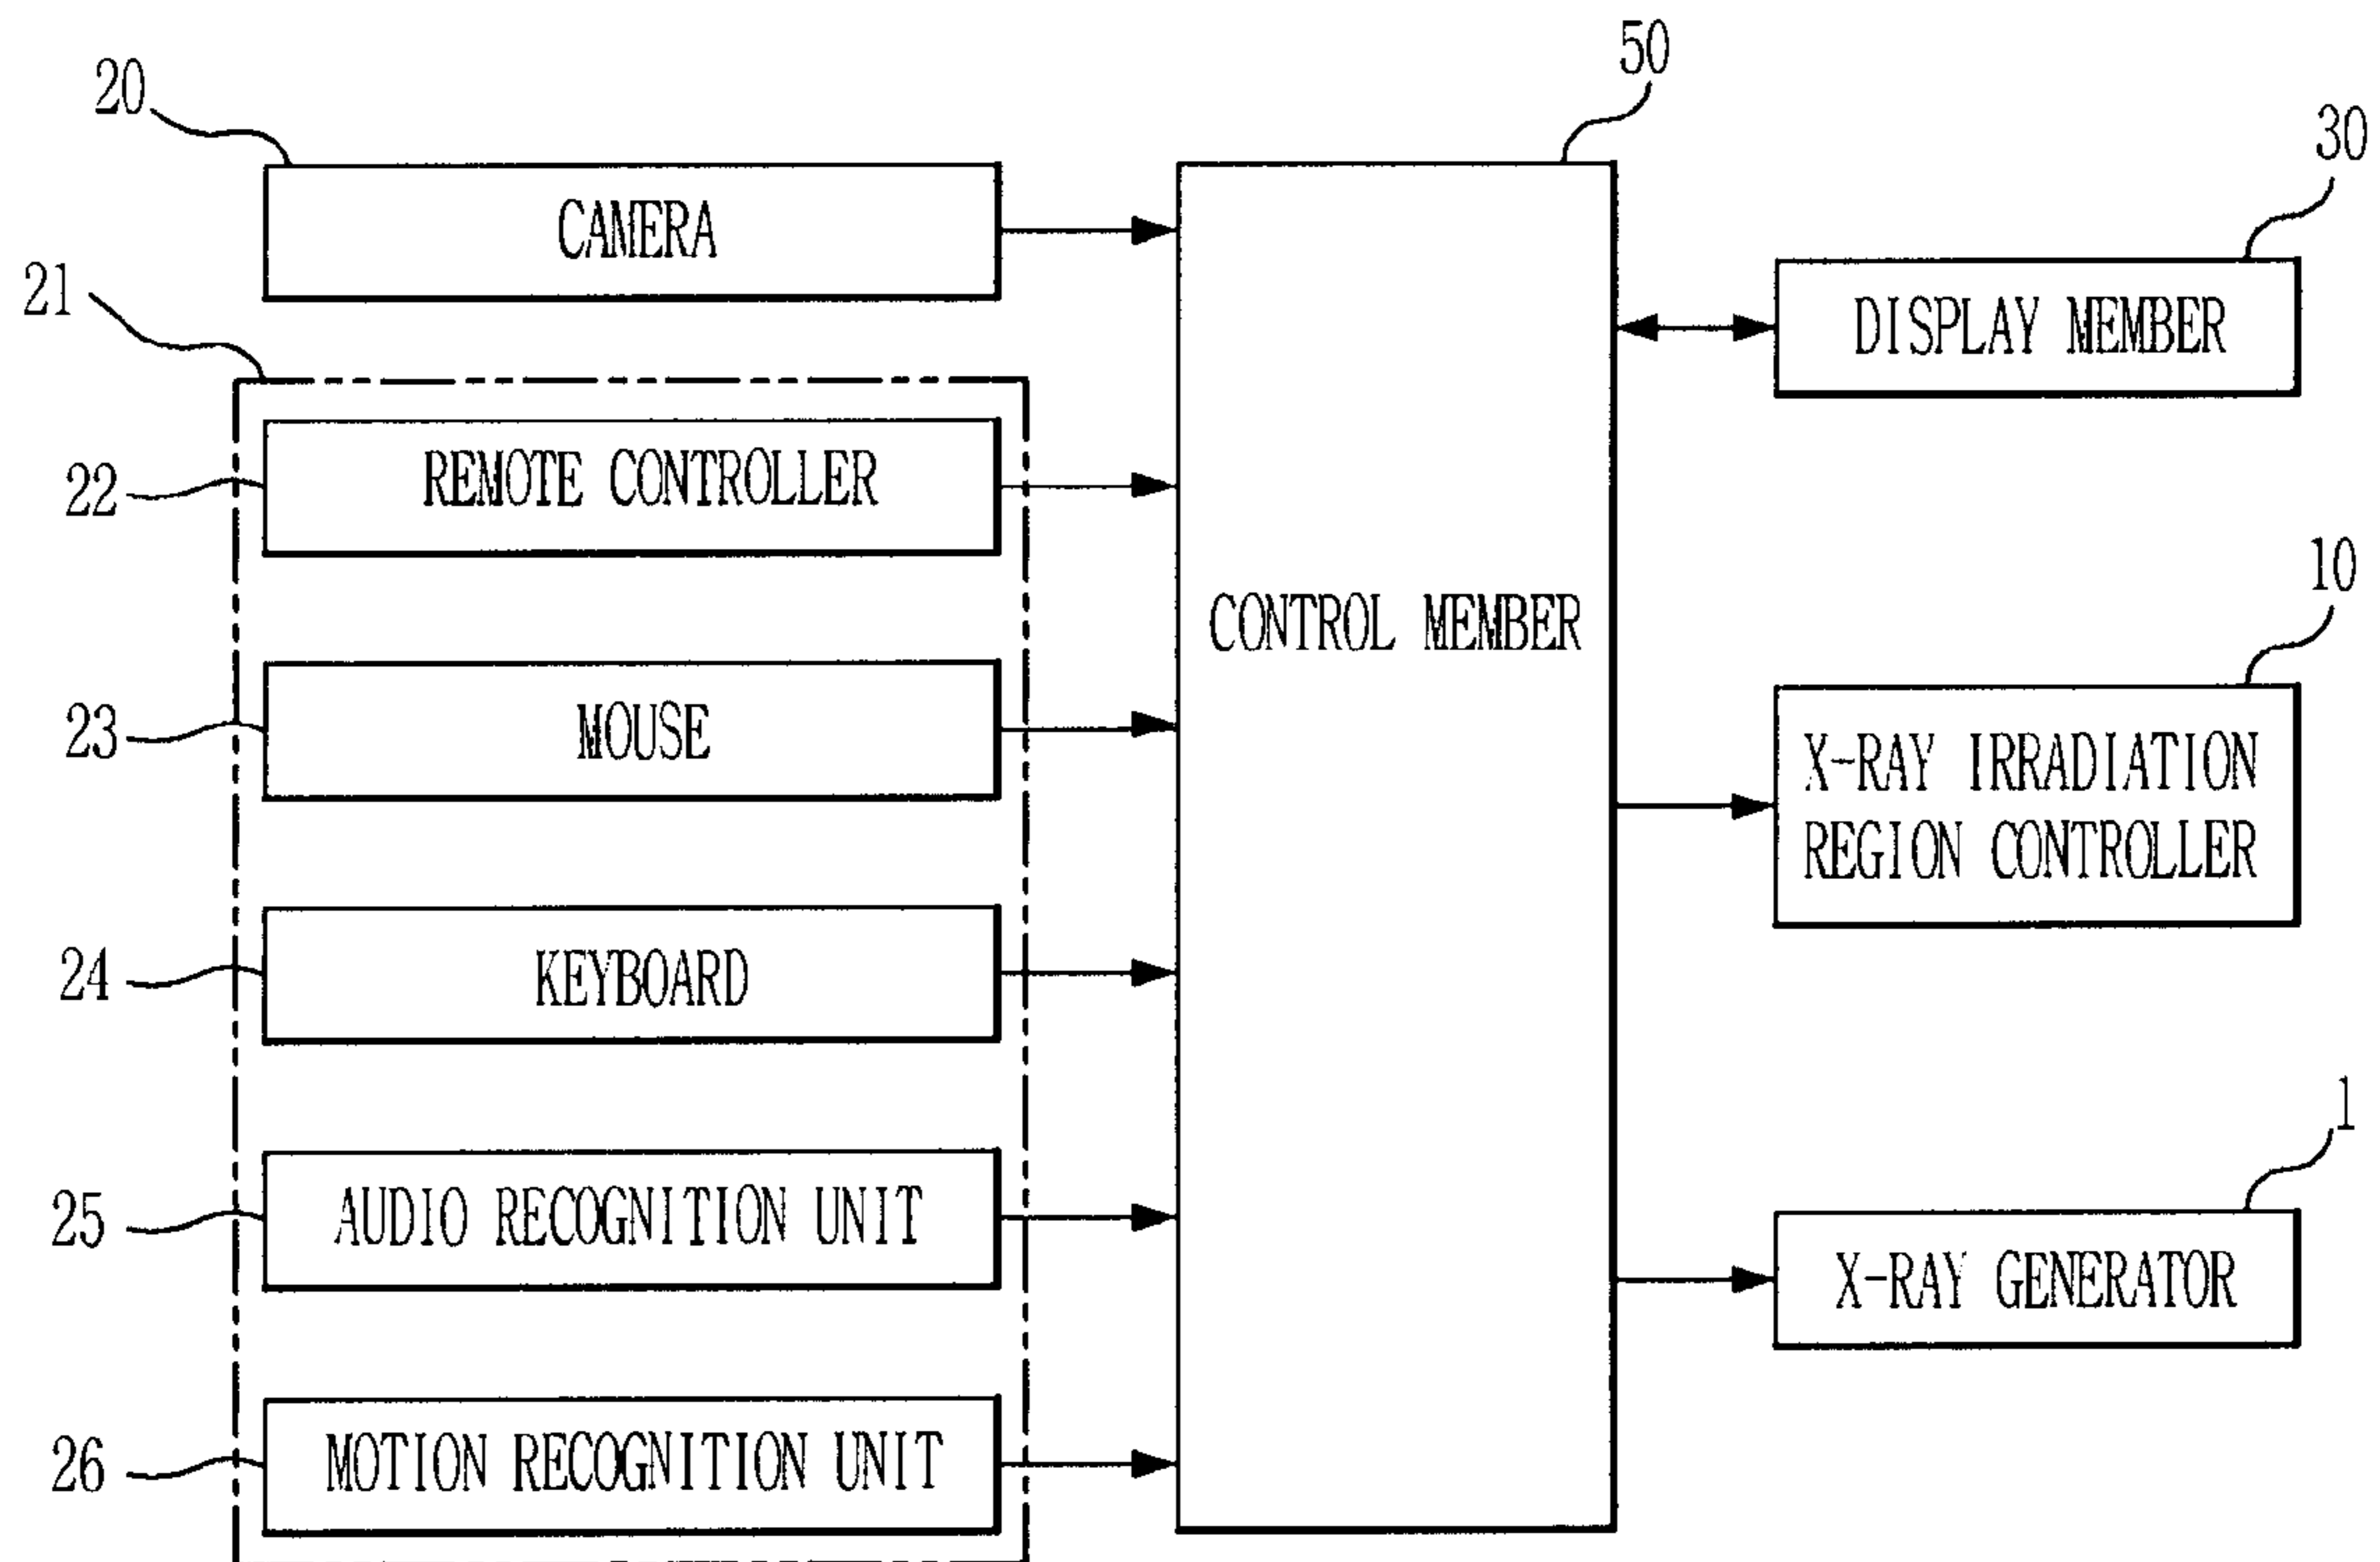 50
20
30
CAMERA
21
DISPLAY MEMBER
22
REMOTE CONTROLLER
10
CONTROL MEMBER
23
MOUSE
X-RAY IRRADIATION
REGION CONTROLLER
24
KEYBOARD
1
25
AUDIO RECOGNITION UNIT
X-RAY GENERATOR
26
MOTION RECOGNITION UNIT